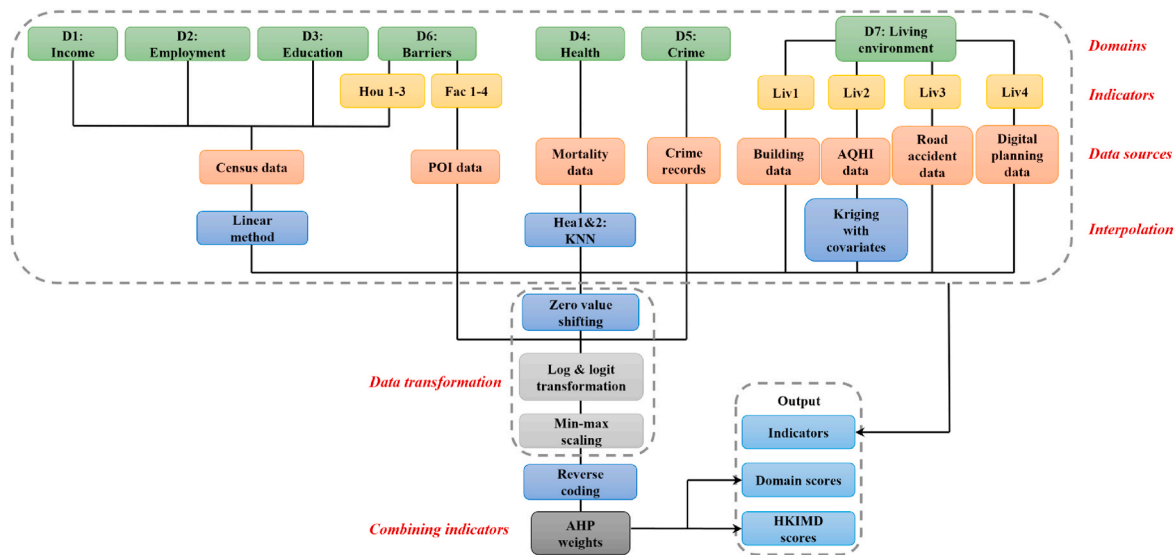 D1:
Income
D2:
Employment
D3:
Education
D6:
Barriers
D4:
Health
D5:
Crime
D7: Living
environment
Domains
Hou 1-3
Fac 1-4
Liv1
Liv2
Liv3
Liv4
Indicators
Census data
POI data
Mortality
data
Crime
records
Building
data
AQHI
data
Road
accident
data
Digital
planning
data
Data sources
Linear
method
Hea1&2:
KNN
Kriging
with
covariates
Interpolation
Zero value
shifting
Data transformation
Log & logit
transformation
Min-max
scaling
Reverse
coding
Combining indicators
AHP
weights
Output
Indicators
Domain scores
HKIMD
scores